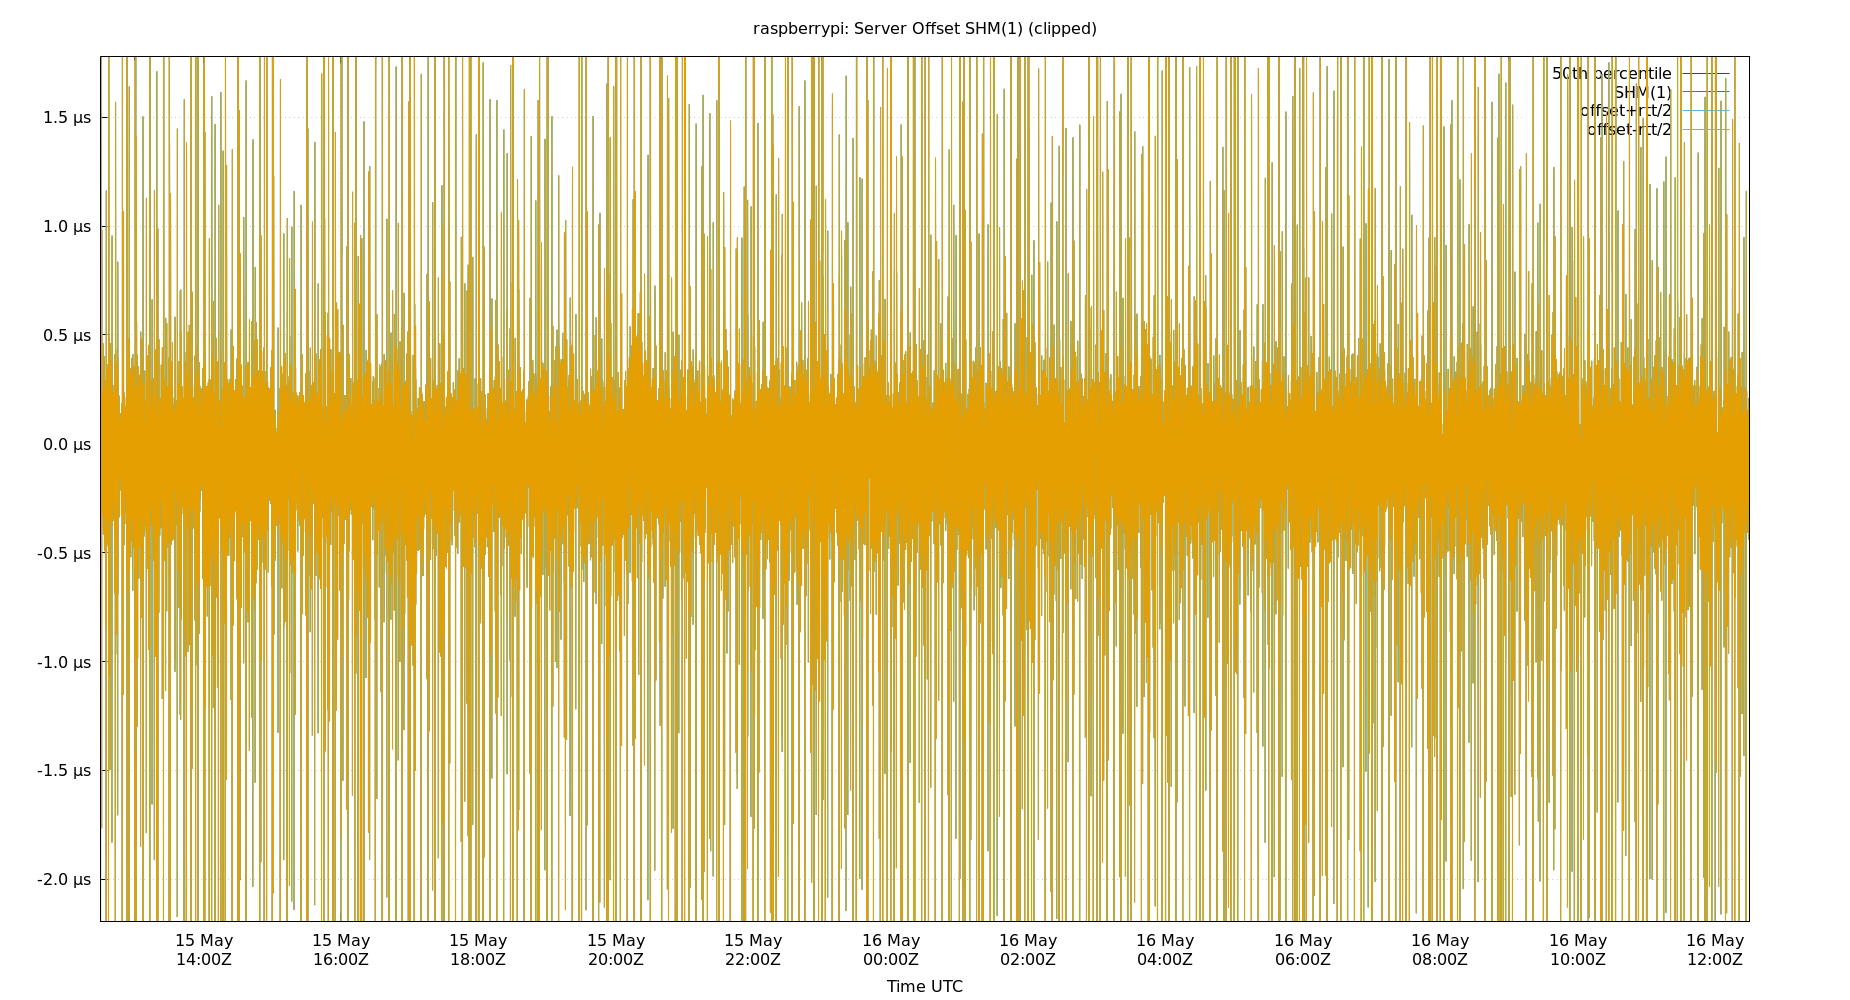 raspberrypi: Server Offset SHM(1) (clipped)
50th percentile
SHM(1)
offset+rtt/2
offset-rtt/2
1.5 µs
1.0 µs
0.5 µs
0.0 µs
-0.5 µs
-1.0 µs
-1.5 µs
-2.0 µs
15 May 15 May 15 May 15 May 15 May 16 May 16 May 16 May 16 May 16 May 16 May 16 May
14:00Z 16:00Z 18:00Z 20:00Z 22:00Z 00:00Z 02:00Z 04:00Z 06:00Z 08:00Z 10:00Z 12:00Z
Time UTC